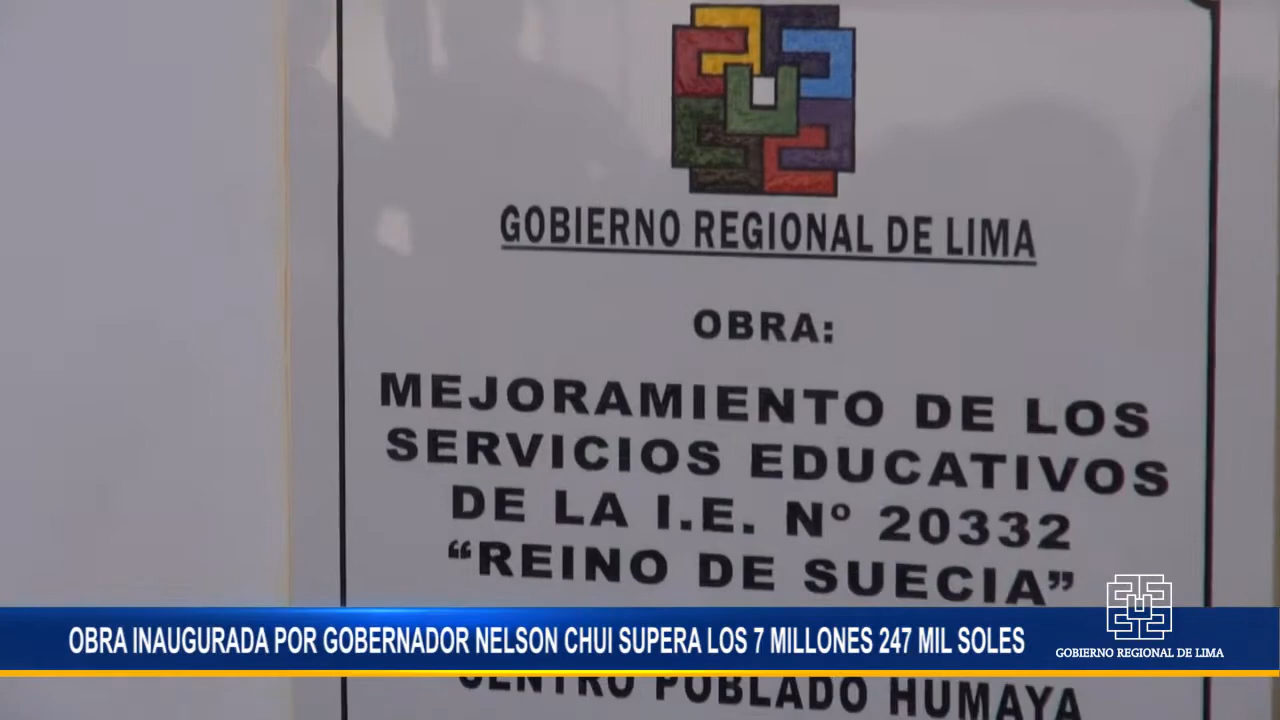 GOBIERNO REGIONAL DE LIMA
OBRA:
MEJORAMIENTO DE LOS
SERVICIOS EDUCATIVOS
DE LA I.E. Nº 20332
“REINO DE SUECIA”
OBRA INAUGURADA POR GOBERNADOR NELSON CHUI SUPERA LOS 7 MILLONES 247 MIL SOLES
GOBIERNO REGIONAL DE LIMA
CENTRO POBLADO HUMAYA